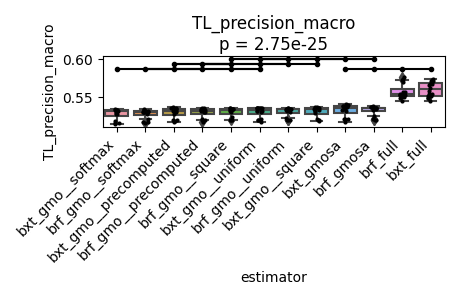 TL_precision_macro
p = 2.75e-25
TL_precision_macro
0.60
0.55
bxt_gmo__softmax
brf_gmo__softmax
bxt_gmo__precomputed
brf_gmo__precomputed
brf_gmo__square
bxt_gmo__uniform
brf_gmo__uniform
bxt_gmo__square
bxt_gmosa
brf_gmosa
brf_full
bxt_full
estimator